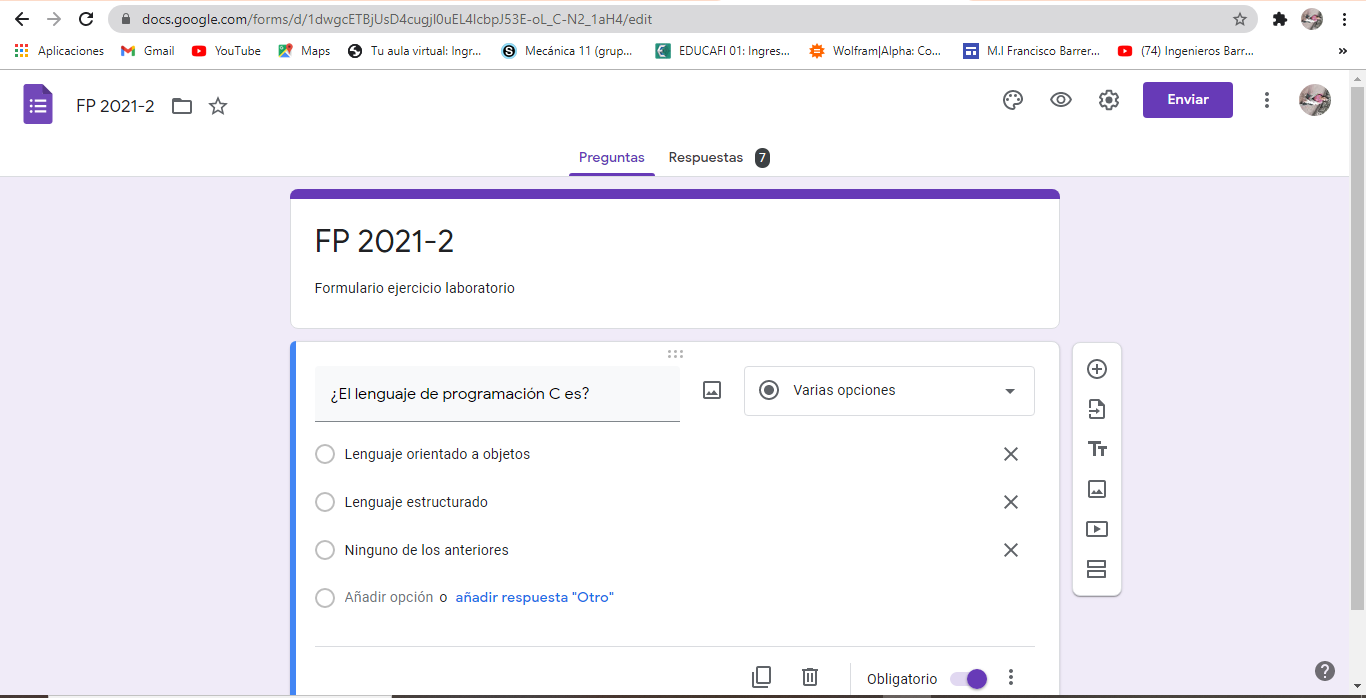 docs.google.com/forms/d/1dwgcETBjUsD4cugjl0uEL4lcbpJ53E-oL_C-N2_1aH4/edit
Aplicaciones Gmail YouTube Maps Tu aula virtual: Ingr... Mecánica 11 (grup... EDUCAFI 01: Ingres... Wolfram|Alpha: Co... M.I Francisco Barrer... (74) Ingenieros Barr... »
FP 2021-2 Enviar
Preguntas Respuestas 7
FP 2021-2
Formulario ejercicio laboratorio
¿El lenguaje de programación C es? Varias opciones
Lenguaje orientado a objetos
Lenguaje estructurado
Ninguno de los anteriores
Añadir opción o añadir respuesta "Otro"
Obligatorio